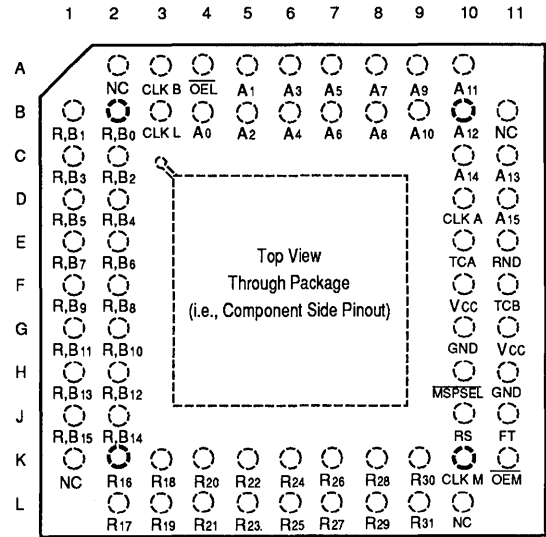 1 2 3 4 5 6 7 8 9 10 11
A
NC CLK B OEL A1 A3 A5 A7 A9 A11
B
R,B1 R,B0 CLK L A0 A2 A4 A6 A8 A10 A12 NC
C
R,B3 R,B2 A14 A13
D
R,B5 R,B4 CLK A A15
E
R,B7 R,B6 TCA RND
F
R,B9 R,B8 VCC TCB
G
R,B11 R,B10 GND VCC
H
R,B13 R,B12 MSPSEL GND
J
R,B15 R,B14 RS FT
K
NC R16 R18 R20 R22 R24 R26 R28 R30 CLK M OEM
L
R17 R19 R21 R23. R25 R27 R29 R31 NC
Top View
Through Package
(i.e., Component Side Pinout)